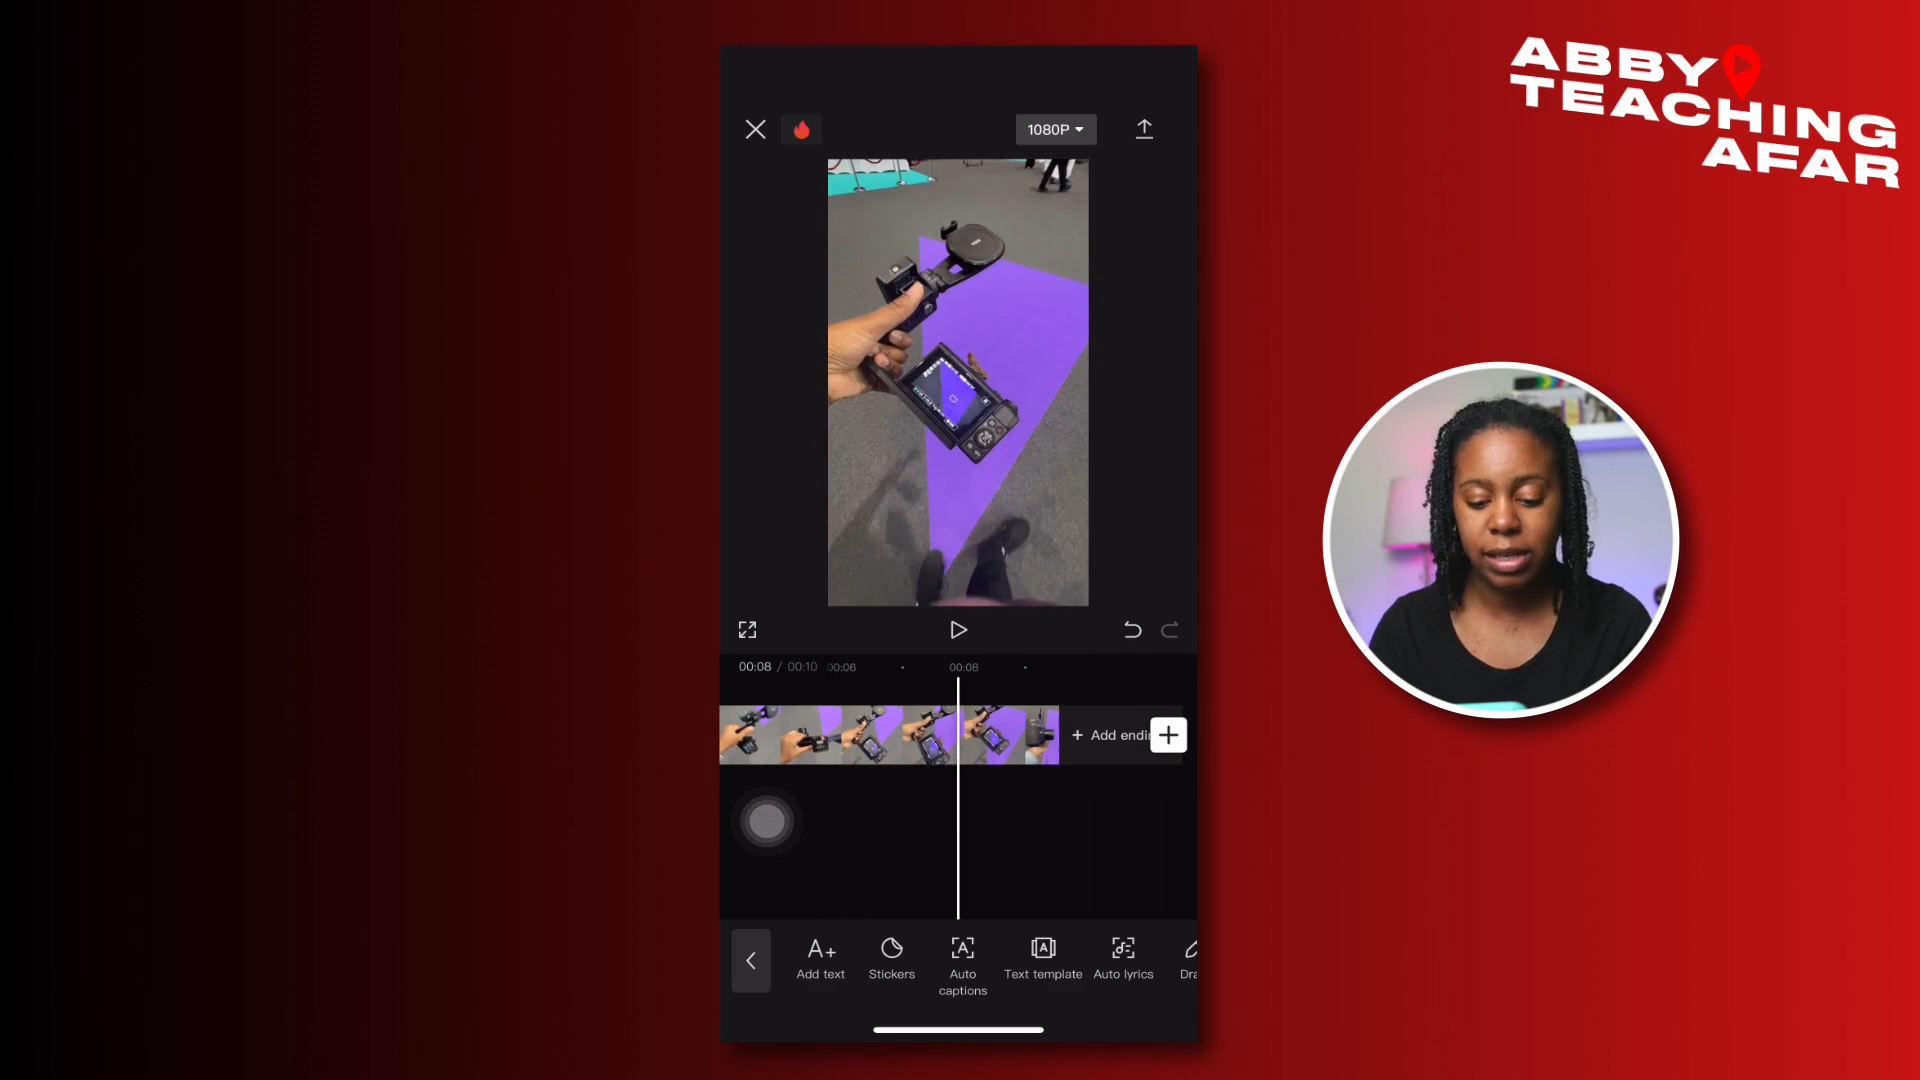 ABBY
TEACHING
AFAR
1080P
00:08 / 00:10
00:06
00:08
+ Add endi
A+
Add text
Stickers
Auto
captions
Text template
Auto lyrics
Dra